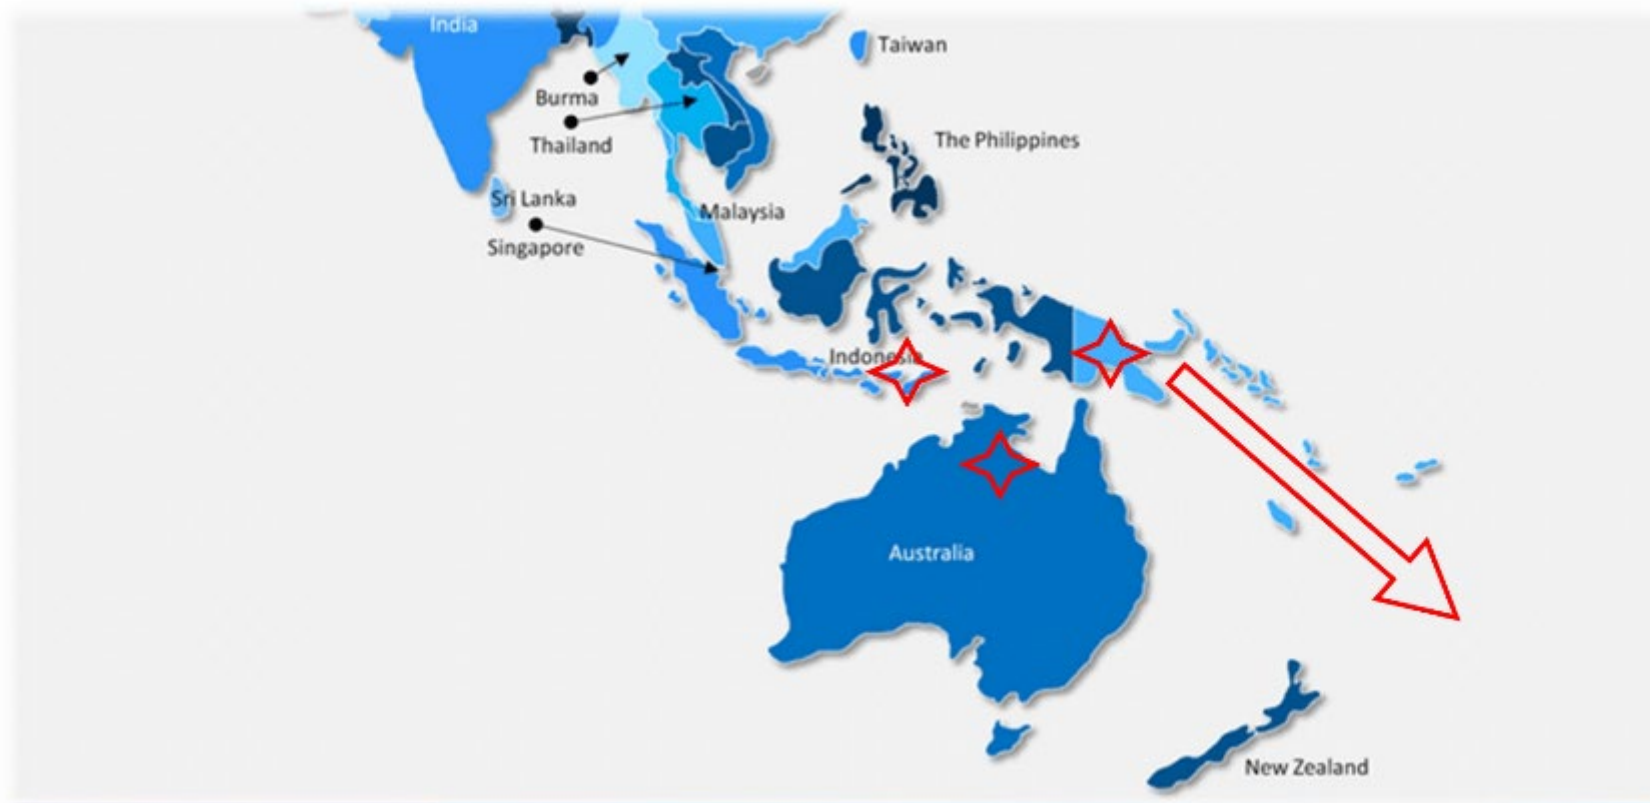 India
Taiwan
Burma
The Philippines
Thailand
Sri Lanka
Malaysia
Singapore
Indonesia
Australia
New Zealand